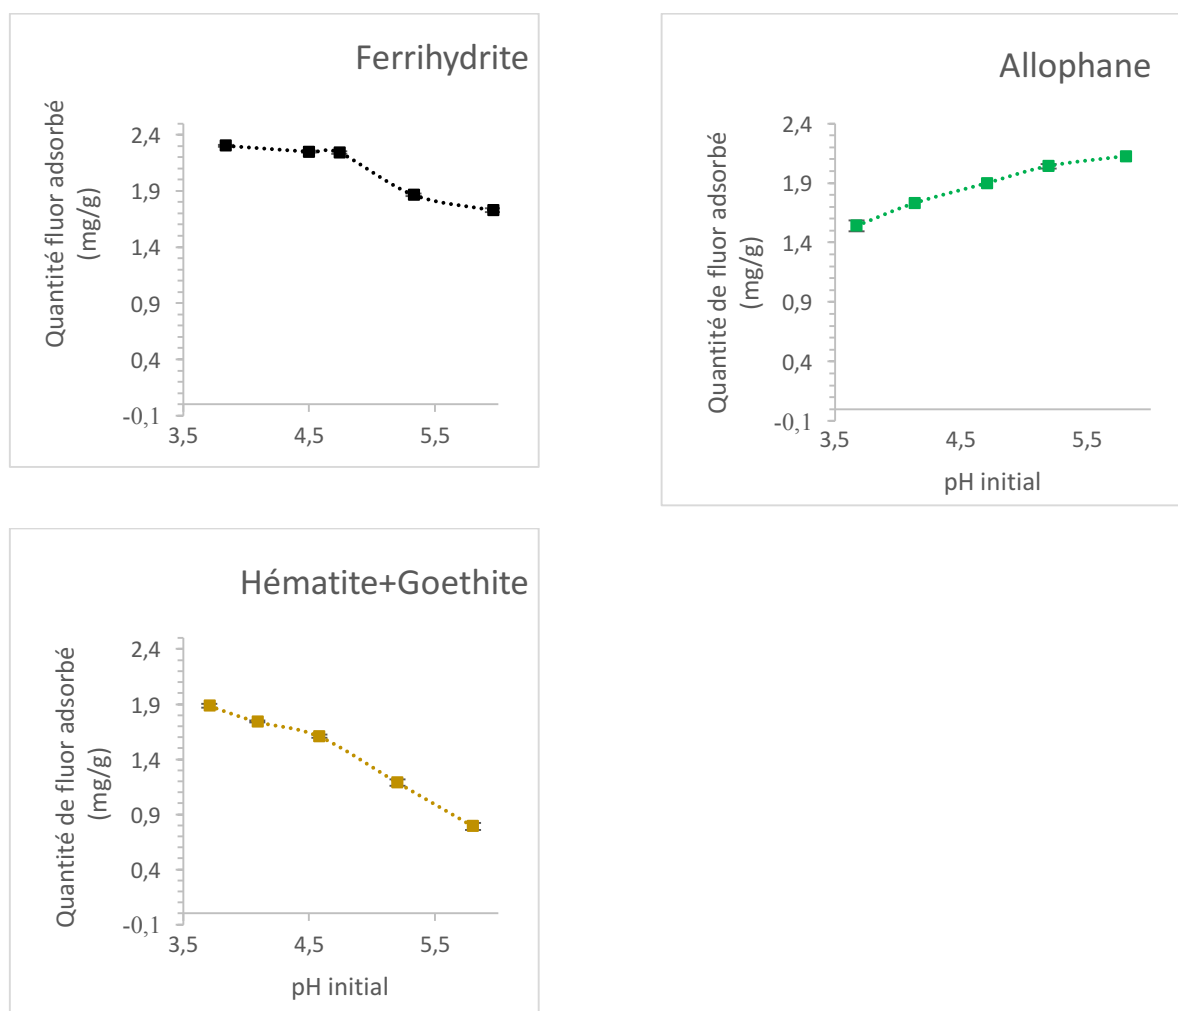 Ferrihydrite
Quantité fluor adsorbé
(mg/g)
2,4
1,9
1,4
0,9
0,4
-0,1
3,5 4,5 5,5
Allophane
Quantité de fluor adsorbé
(mg/g)
2,4
1,9
1,4
0,9
0,4
-0,1
3,5 4,5 5,5
pH initial
Hématite+Goethite
Quantité de fluor adsorbé
(mg/g)
2,4
1,9
1,4
0,9
0,4
-0,1
3,5 4,5 5,5
pH initial